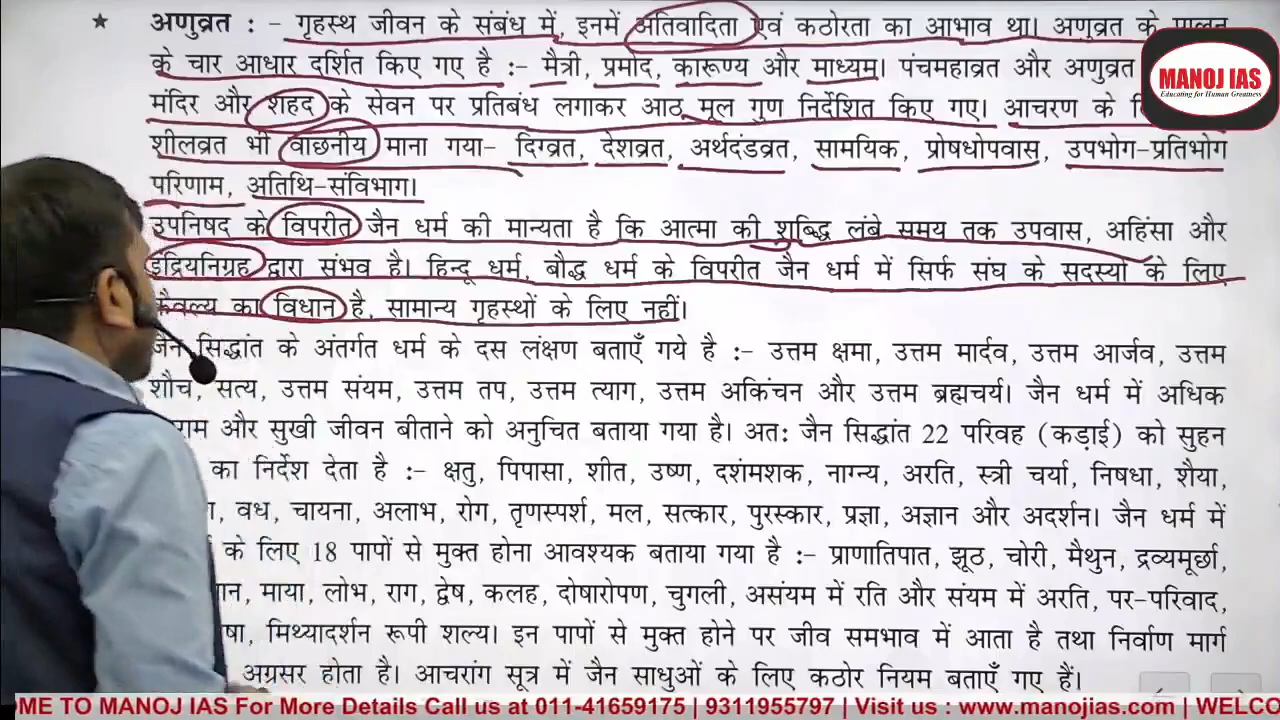 ★ अणुव्रत : - गृहस्थ जीवन के संबंध में, इनमें अतिवादिता एवं कठोरता का आभाव था। अणुव्रत के पालन
के चार आधार दर्शित किए गए है :- मैत्री, प्रमोद, कारूण्य और माध्यम। पंचमहाव्रत और अणुव्रत
मंदिर और शहद के सेवन पर प्रतिबंध लगाकर आठ मूल गुण निर्देशित किए गए। आचरण के
शीलव्रत भी वाछनीय माना गया- दिग्व्रत, देशव्रत, अर्थदंडव्रत, सामयिक, प्रोषधोपवास, उपभोग-प्रतिभोग
परिणाम, अतिथि-संविभाग।
उपनिषद के विपरीत जैन धर्म की मान्यता है कि आत्मा की शुब्द्धि लंबे समय तक उपवास, अहिंसा और
इंद्रियनिग्रह द्वारा संभव है। हिन्दू धर्म, बौद्ध धर्म के विपरीत जैन धर्म में सिर्फ संघ के सदस्यों के लिए
कैवल्य का विधान है, सामान्य गृहस्थों के लिए नहीं।
जैन सिद्धांत के अंतर्गत धर्म के दस लंक्षण बताएँ गये है :- उत्तम क्षमा, उत्तम मार्दव, उत्तम आर्जव, उत्तम
शौच, सत्य, उत्तम संयम, उत्तम तप, उत्तम त्याग, उत्तम अकिंचन और उत्तम ब्रह्मचर्य। जैन धर्म में अधिक
और सुखी जीवन बीताने को अनुचित बताया गया है। अतः जैन सिद्धांत 22 परिवह (कड़ाई) को सुहन
का निर्देश देता है :- क्षतु, पिपासा, शीत, उष्ण, दशंमशक, नाग्न्य, अरति, स्त्री चर्या, निषधा, शैया,
वध, चायना, अलाभ, रोग, तृणस्पर्श, मल, सत्कार, पुरस्कार, प्रज्ञा, अज्ञान और अदर्शन। जैन धर्म में
के लिए 18 पापों से मुक्त होना आवश्यक बताया गया है :- प्राणातिपात, झूठ, चोरी, मैथुन, द्रव्यमूर्छा,
माया, लोभ, राग, द्वेष, कलह, दोषारोपण, चुगली, असंयम में रति और संयम में अरति, पर-परिवाद,
मिथ्यादर्शन रूपी शल्य। इन पापों से मुक्त होने पर जीव समभाव में आता है तथा निर्वाण मार्ग
अग्रसर होता है। आचरांग सूत्र में जैन साधुओं के लिए कठोर नियम बताएँ गए हैं।
MANOJ IAS
Educating for Human Greatness
OME TO MANOJ IAS For More Details Call us at 011-41659175 | 9311955797 | Visit us : www.manojias.com | WELCO